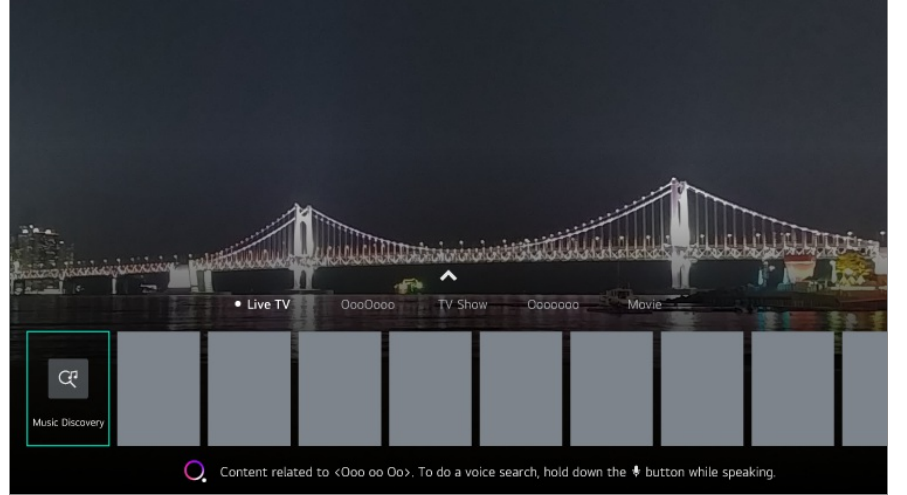 Live TV
OooOooo
TV Show
Ooooooo
Movie
Music Discovery
Content related to <Ooo oo Oo>. To do a voice search, hold down the button while speaking.